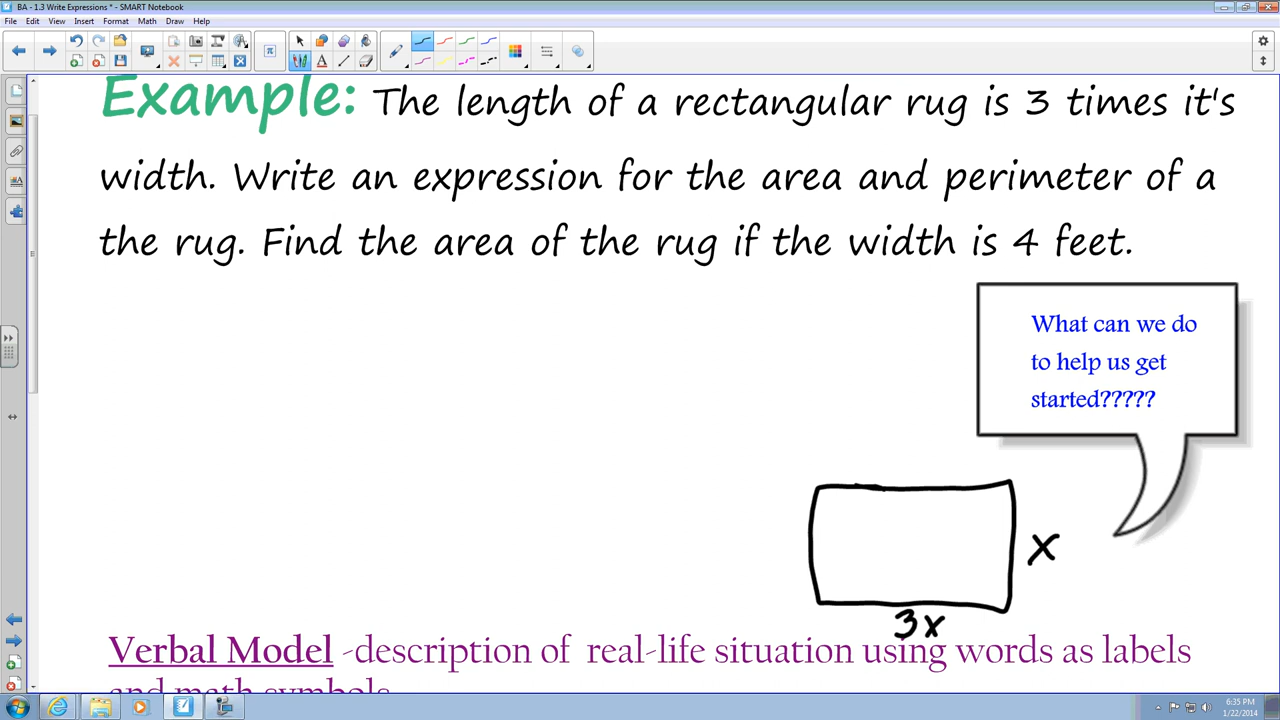 BA - 1.3 Write Expressions * - SMART Notebook
File Edit View Insert Format Math Draw Help
Example: The length of a rectangular rug is 3 times it's
width. Write an expression for the area and perimeter of a
the rug. Find the area of the rug if the width is 4 feet.
What can we do
to help us get
started?????
x
3x
Verbal Model -description of real-life situation using words as labels
and math symbols
6:35 PM
1/22/2014